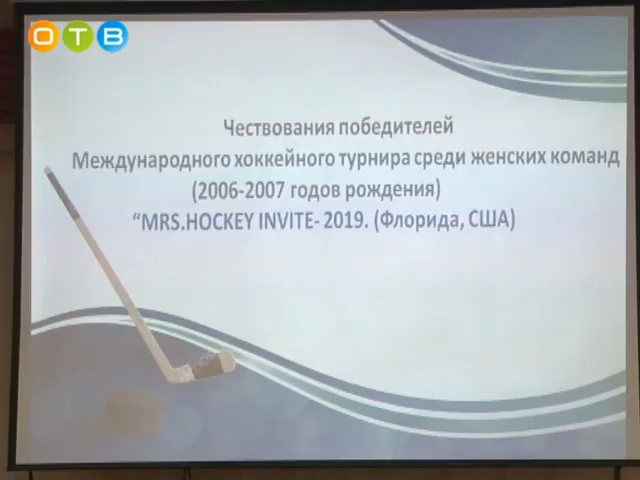 ОТВ
Чествования победителей
Международного хоккейного турнира среди женских команд
(2006-2007 годов рождения)
“MRS.HOCKEY INVITE- 2019. (Флорида, США)